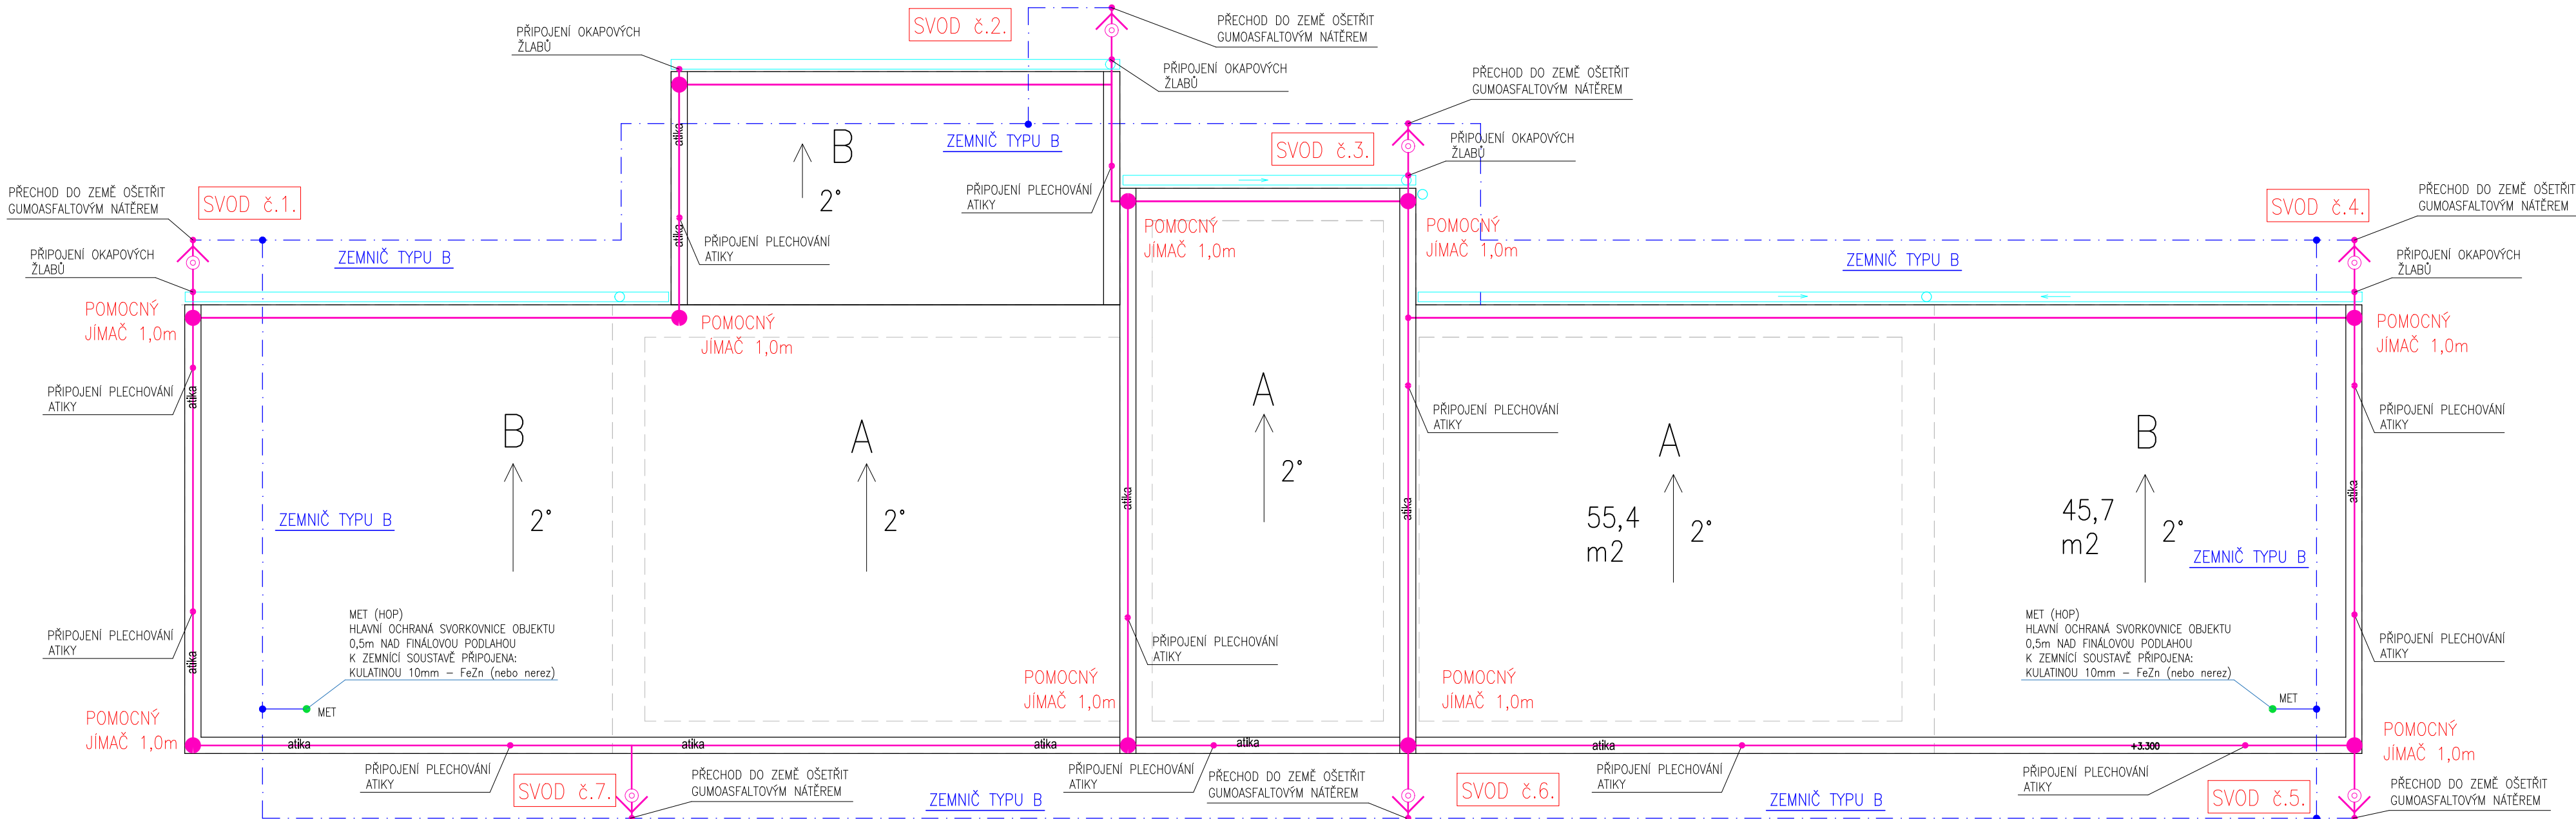 SVOD č.2.
PŘECHOD DO ZEMĚ OŠETŘIT
GUMOASFALTOVÝM NÁTĚREM
PŘIPOJENÍ OKAPOVÝCH
ŽLABŮ
PŘIPOJENÍ OKAPOVÝCH
ŽLABŮ
PŘECHOD DO ZEMĚ OŠETŘIT
GUMOASFALTOVÝM NÁTĚREM
atika
B
2°
ZEMNIČ TYPU B
SVOD č.3.
PŘIPOJENÍ OKAPOVÝCH
ŽLABŮ
PŘECHOD DO ZEMĚ OŠETŘIT
GUMOASFALTOVÝM NÁTĚREM
SVOD č.1.
PŘIPOJENÍ PLECHOVÁNÍ
ATIKY
SVOD č.4.
PŘECHOD DO ZEMĚ OŠETŘIT
GUMOASFALTOVÝM NÁTĚREM
atika
PŘIPOJENÍ PLECHOVÁNÍ
ATIKY
POMOCNÝ
JÍMAČ 1,0m
POMOCNÝ
JÍMAČ 1,0m
PŘIPOJENÍ OKAPOVÝCH
ŽLABŮ
ZEMNIČ TYPU B
ZEMNIČ TYPU B
PŘIPOJENÍ OKAPOVÝCH
ŽLABŮ
POMOCNÝ
JÍMAČ 1,0m
POMOCNÝ
JÍMAČ 1,0m
POMOCNÝ
JÍMAČ 1,0m
PŘIPOJENÍ PLECHOVÁNÍ
ATIKY
atika
B
2°
A
2°
A
2°
PŘIPOJENÍ PLECHOVÁNÍ
ATIKY
A
55,4
m2
2°
B
45,7
m2
2°
PŘIPOJENÍ PLECHOVÁNÍ
ATIKY
atika
atika
atika
ZEMNIČ TYPU B
ZEMNIČ TYPU B
PŘIPOJENÍ PLECHOVÁNÍ
ATIKY
atika
MET (HOP)
HLAVNÍ OCHRANÁ SVORKOVNICE OBJEKTU
0,5m NAD FINÁLOVOU PODLAHOU
K ZEMNÍCÍ SOUSTAVĚ PŘIPOJENA:
KULATINOU 10mm – FeZn (nebo nerez)
MET
PŘIPOJENÍ PLECHOVÁNÍ
ATIKY
MET (HOP)
HLAVNÍ OCHRANÁ SVORKOVNICE OBJEKTU
0,5m NAD FINÁLOVOU PODLAHOU
K ZEMNÍCÍ SOUSTAVĚ PŘIPOJENA:
KULATINOU 10mm – FeZn (nebo nerez)
MET
PŘIPOJENÍ PLECHOVÁNÍ
ATIKY
POMOCNÝ
JÍMAČ 1,0m
POMOCNÝ
JÍMAČ 1,0m
POMOCNÝ
JÍMAČ 1,0m
POMOCNÝ
JÍMAČ 1,0m
atika
atika
atika
atika
atika
+3.300
PŘIPOJENÍ PLECHOVÁNÍ
ATIKY
SVOD č.7.
PŘECHOD DO ZEMĚ OŠETŘIT
GUMOASFALTOVÝM NÁTĚREM
ZEMNIČ TYPU B
PŘIPOJENÍ PLECHOVÁNÍ
ATIKY
PŘECHOD DO ZEMĚ OŠETŘIT
GUMOASFALTOVÝM NÁTĚREM
SVOD č.6.
PŘIPOJENÍ PLECHOVÁNÍ
ATIKY
ZEMNIČ TYPU B
PŘIPOJENÍ PLECHOVÁNÍ
ATIKY
SVOD č.5.
PŘECHOD DO ZEMĚ OŠETŘIT
GUMOASFALTOVÝM NÁTĚREM